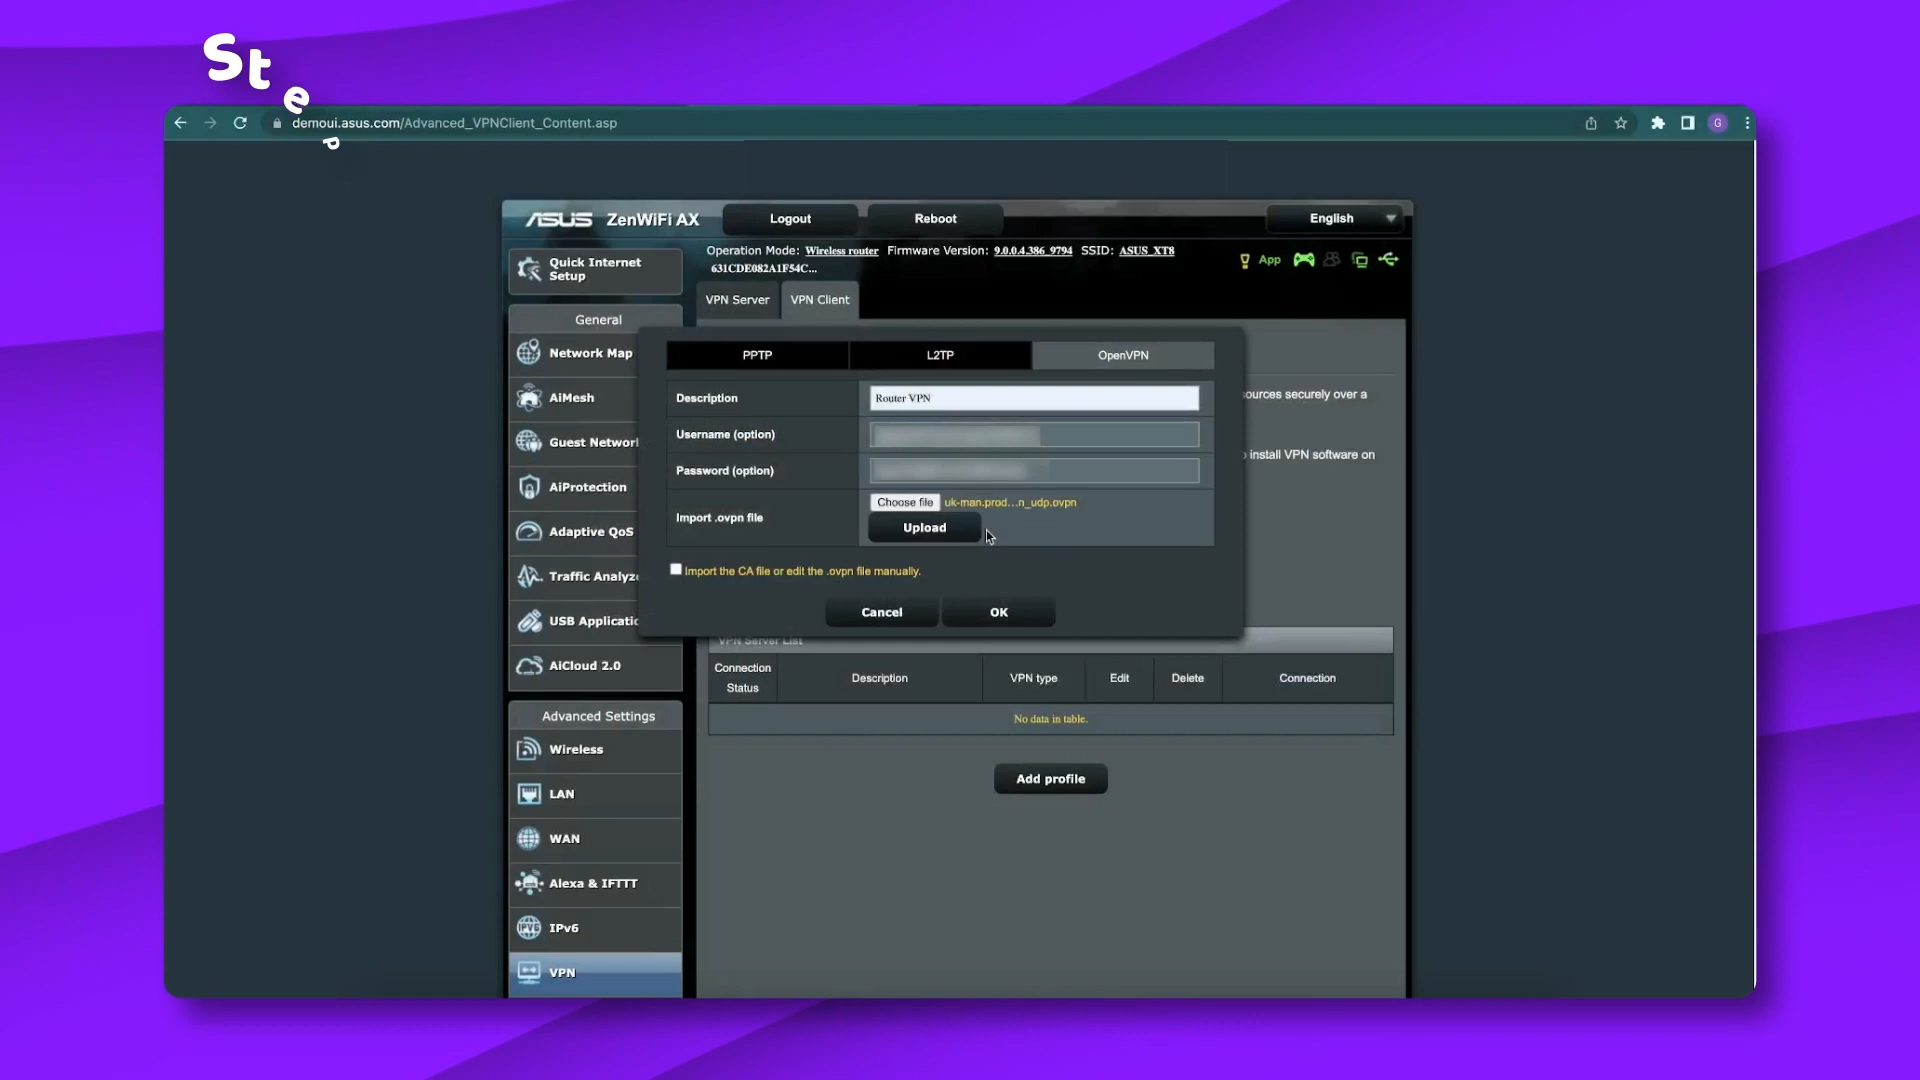 Step
demoui.asus.com/Advanced_VPNClient_Content.asp
G
ASUS ZenWiFi AX
Logout
Reboot
English
Operation Mode: Wireless router Firmware Version: 9.0.0.4.386_9794 SSID: ASUS_XT8
631CDE082A1F54C...
App
Quick Internet
Setup
VPN Server
VPN Client
General
Network Map
AiMesh
Guest Network
AiProtection
Adaptive QoS
Traffic Analyze
USB Applicatio
AiCloud 2.0
PPTP
L2TP
OpenVPN
Description
Router VPN
Username (option)
Password (option)
Import .ovpn file
Choose file uk-man.prod...n_udp.ovpn
Upload
Import the CA file or edit the .ovpn file manually.
Cancel
OK
ources securely over a
install VPN software on
VPN Server List
Connection
Status
Description
VPN type
Edit
Delete
Connection
No data in table.
Add profile
Advanced Settings
Wireless
LAN
WAN
Alexa & IFTTT
IPv6
VPN